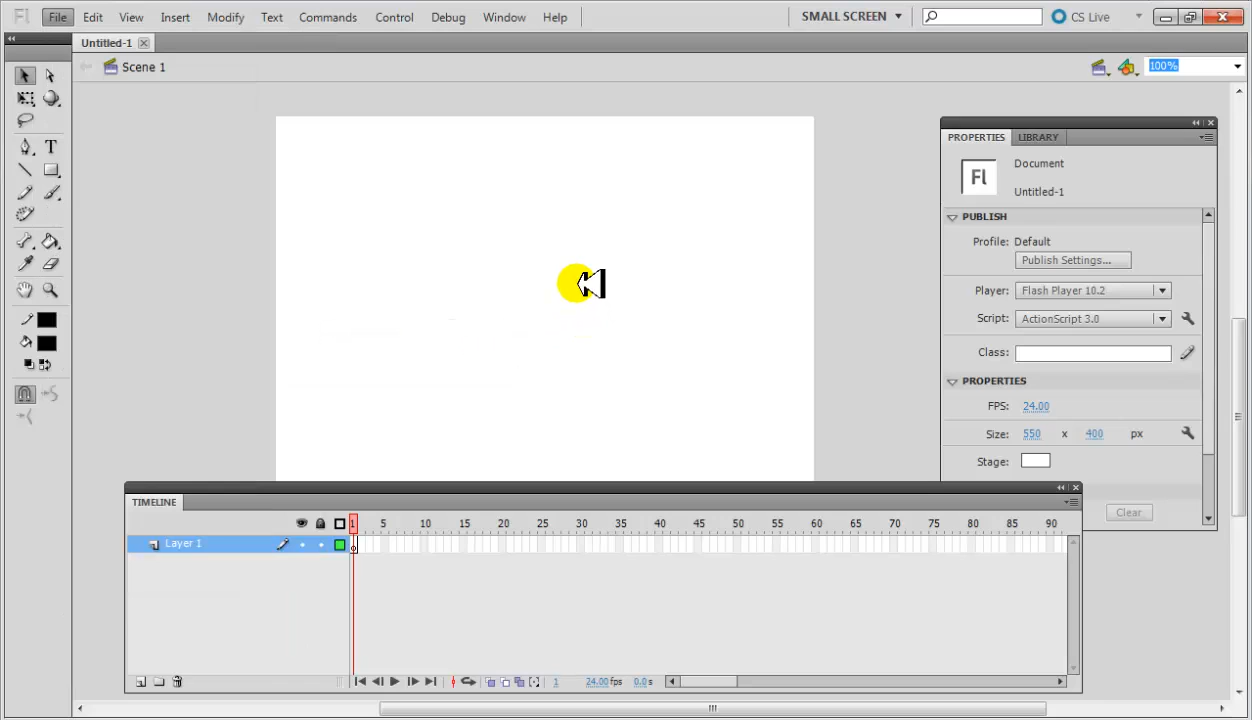 Fl File Edit View Insert Modify Text Commands Control Debug Window Help SMALL SCREEN CS Live
Untitled-1
Scene 1 100%
PROPERTIES LIBRARY
Fl Document
Untitled-1
PUBLISH
Profile: Default
Publish Settings...
Player: Flash Player 10.2
Script: ActionScript 3.0
Class:
PROPERTIES
FPS: 24.00
Size: 550 x 400 px
Stage:
Clear
TIMELINE
1 5 10 15 20 25 30 35 40 45 50 55 60 65 70 75 80 85 90
Layer 1
1 24.00 fps 0.0 s
T